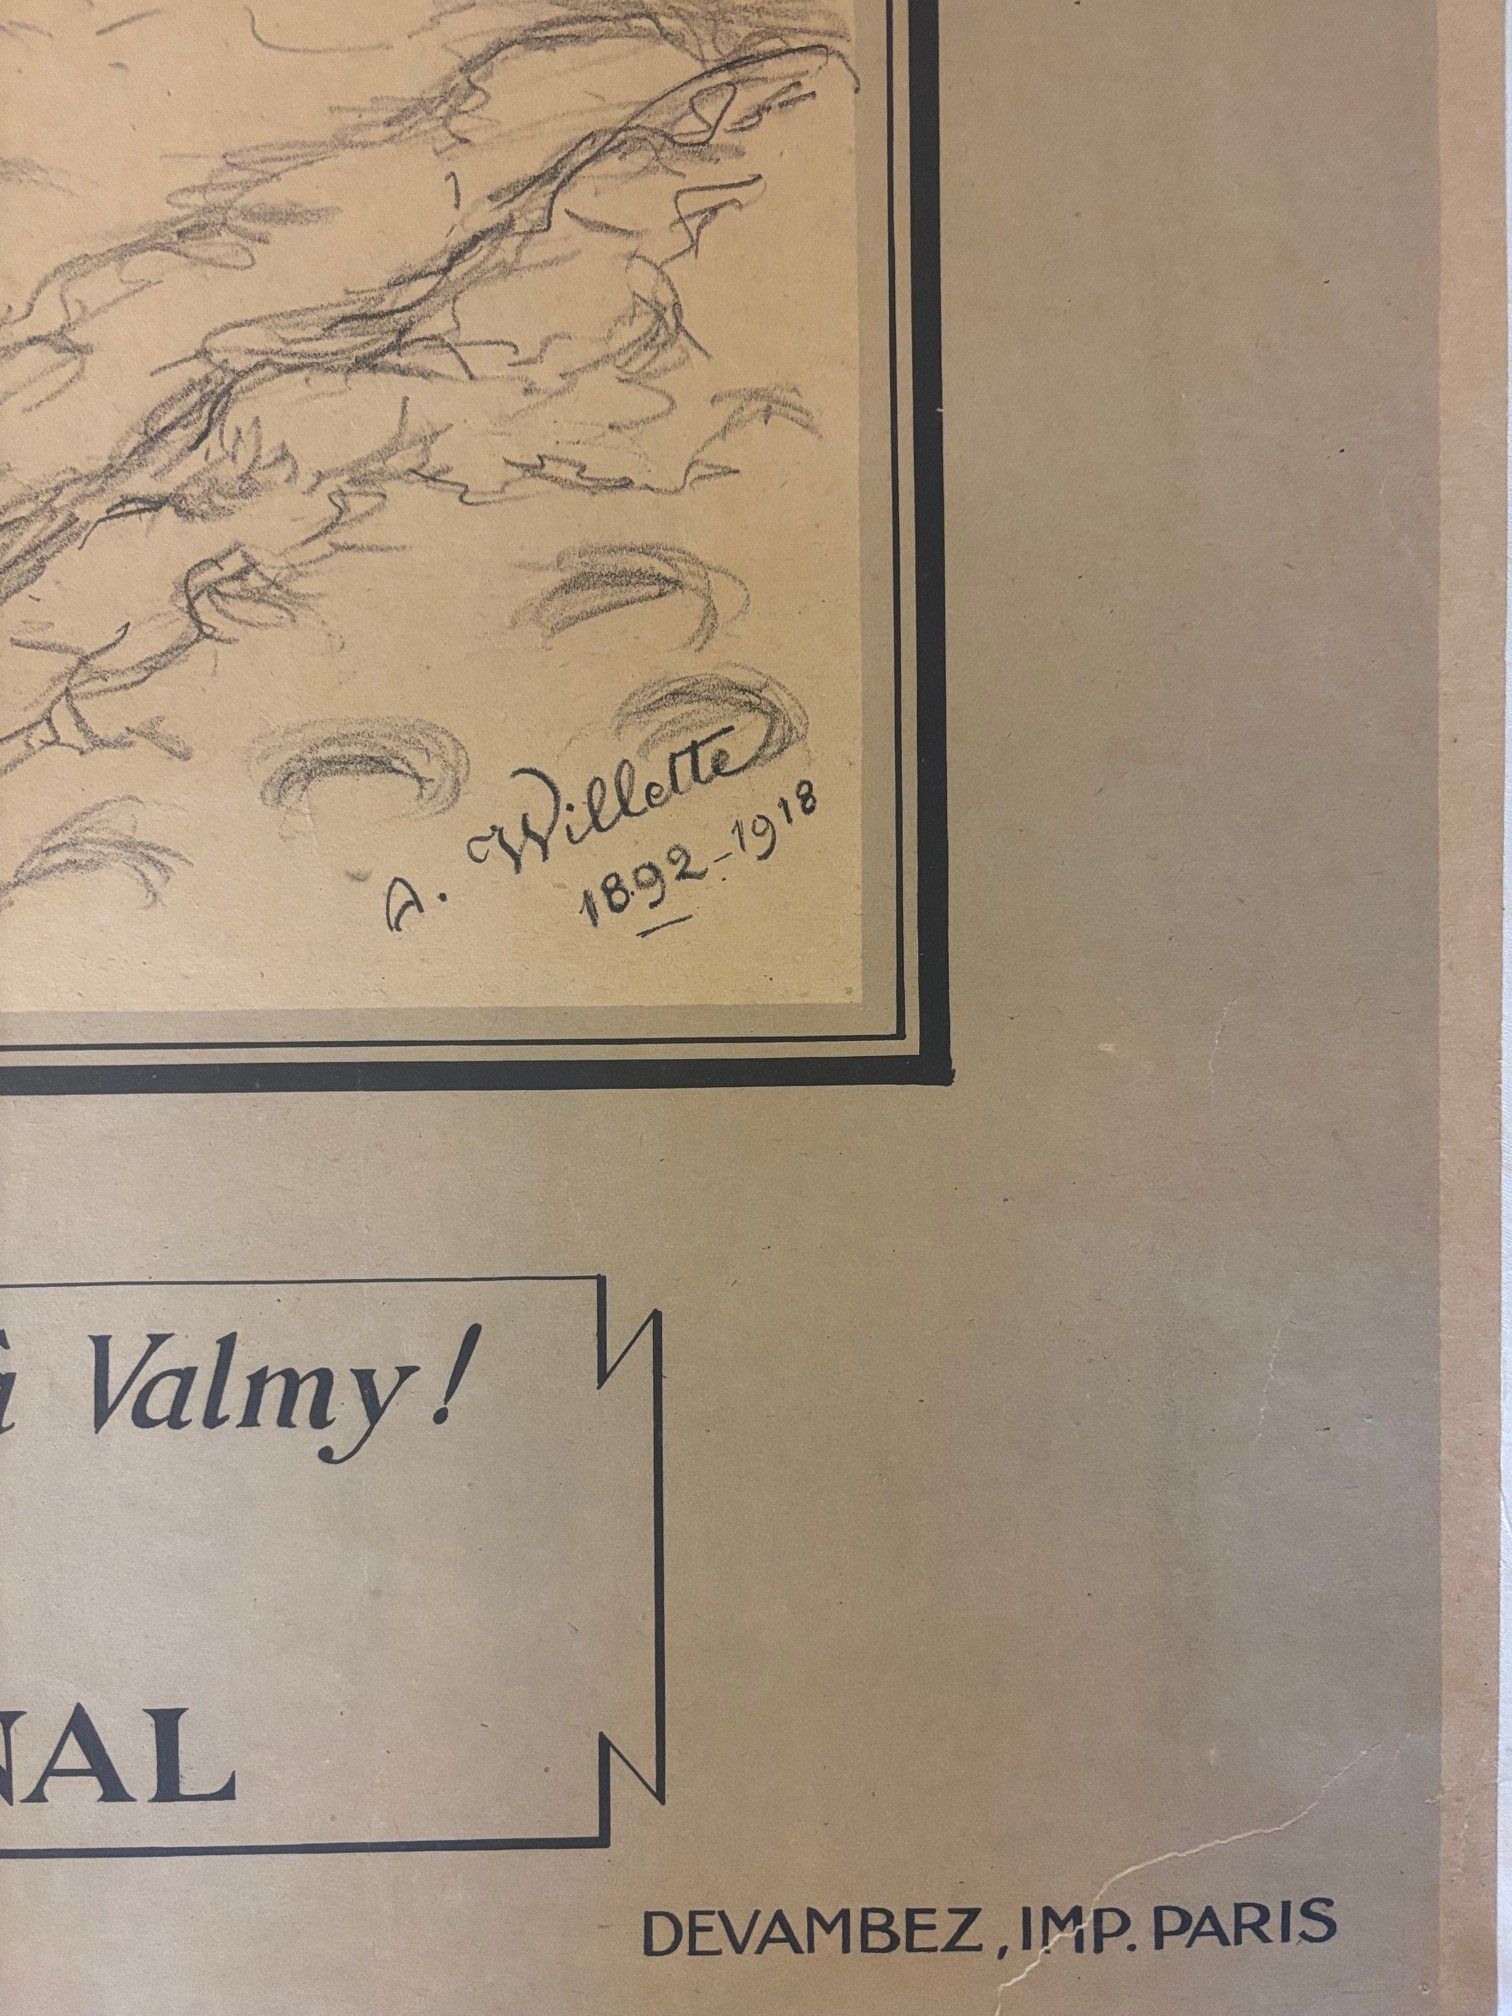 A. Willette
1892-1918
à Valmy!
NAL
DEVAMBEZ, IMP. PARIS